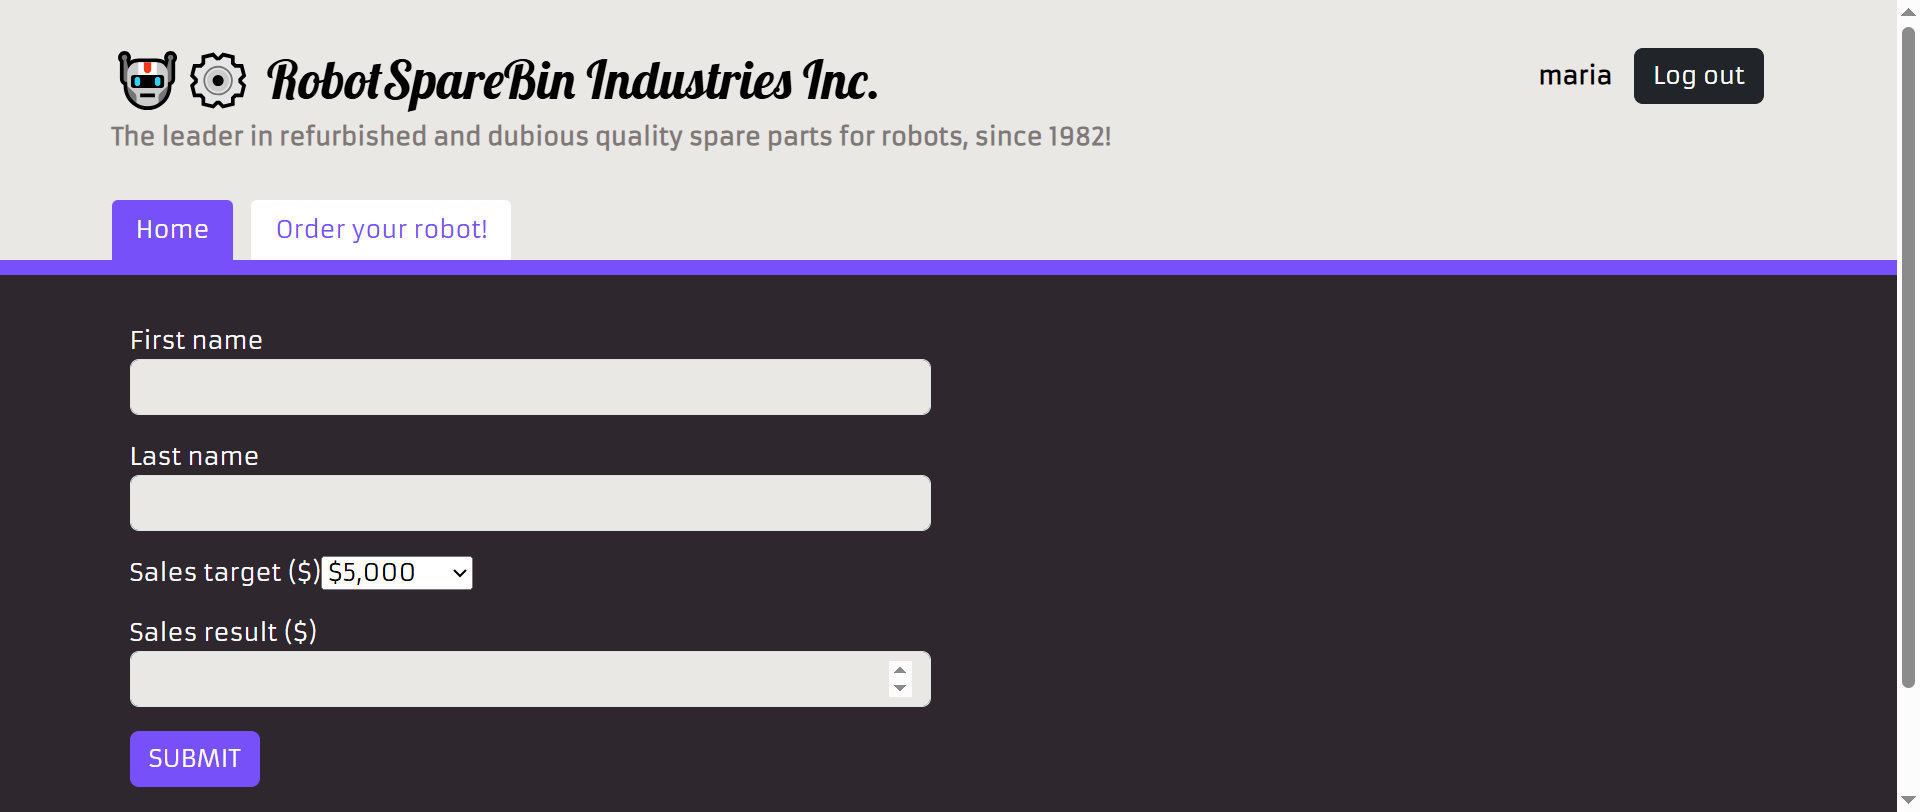 RobotSpareBin Industries Inc.
maria
Log out
The leader in refurbished and dubious quality spare parts for robots, since 1982!
Home
Order your robot!
First name
Last name
Sales target ($)
$5,000
Sales result ($)
SUBMIT